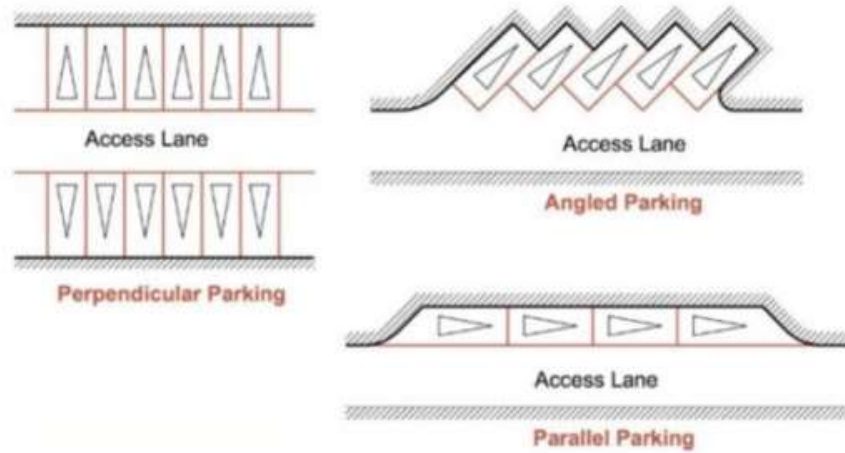 Access Lane
Perpendicular Parking
Access Lane
Angled Parking
Access Lane
Parallel Parking